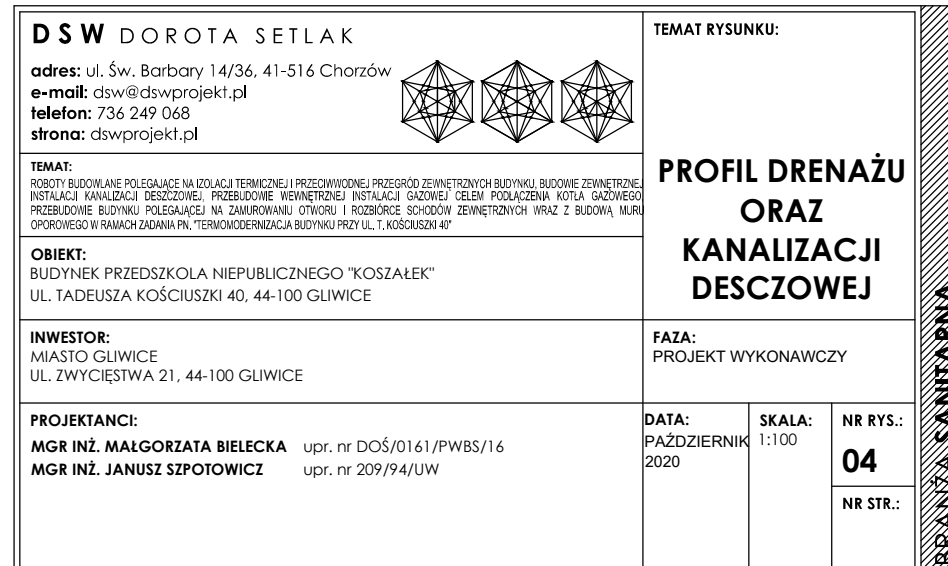 DSW DOROTA SETLAK
adres: ul. Św. Barbary 14/36, 41-516 Chorzów
e-mail: dsw@dswprojekt.pl
telefon: 736 249 068
strona: dswprojekt.pl
TEMAT:
ROBOTY BUDOWLANE POLEGAJĄCE NA IZOLACJI TERMICZNEJ I PRZECIWWODNEJ PRZEGRÓD ZEWNĘTRZNYCH BUDYNKU, BUDOWIE ZEWNĘTRZNEJ
INSTALACJI KANALIZACJI DESZCZOWEJ, PRZEBUDOWIE WEWNĘTRZNEJ INSTALACJI GAZOWEJ CELEM PODŁĄCZENIA KOTŁA GAZOWEGO,
PRZEBUDOWIE BUDYNKU POLEGAJĄCEJ NA ZAMUROWANIU OTWORU I ROZBIÓRCE SCHODÓW ZEWNĘTRZNYCH WRAZ Z BUDOWĄ MURU
OPOROWEGO W RAMACH ZADANIA PN. "TERMOMODERNIZACJA BUDYNKU PRZY UL. T. KOŚCIUSZKI 40"
OBIEKT:
BUDYNEK PRZEDSZKOLA NIEPUBLICZNEGO "KOSZAŁEK"
UL. TADEUSZA KOŚCIUSZKI 40, 44-100 GLIWICE
INWESTOR:
MIASTO GLIWICE
UL. ZWYCIĘSTWA 21, 44-100 GLIWICE
PROJEKTANCI:
MGR INŻ. MAŁGORZATA BIELECKA upr. nr DOŚ/0161/PWBS/16
MGR INŻ. JANUSZ SZPOTOWICZ upr. nr 209/94/UW
TEMAT RYSUNKU:
PROFIL DRENAŻU
ORAZ
KANALIZACJI
DESCZOWEJ
FAZA:
PROJEKT WYKONAWCZY
DATA:
PAŹDZIERNIK
2020
SKALA:
1:100
NR RYS.:
04
NR STR.:
BRANŻA SANITARNA